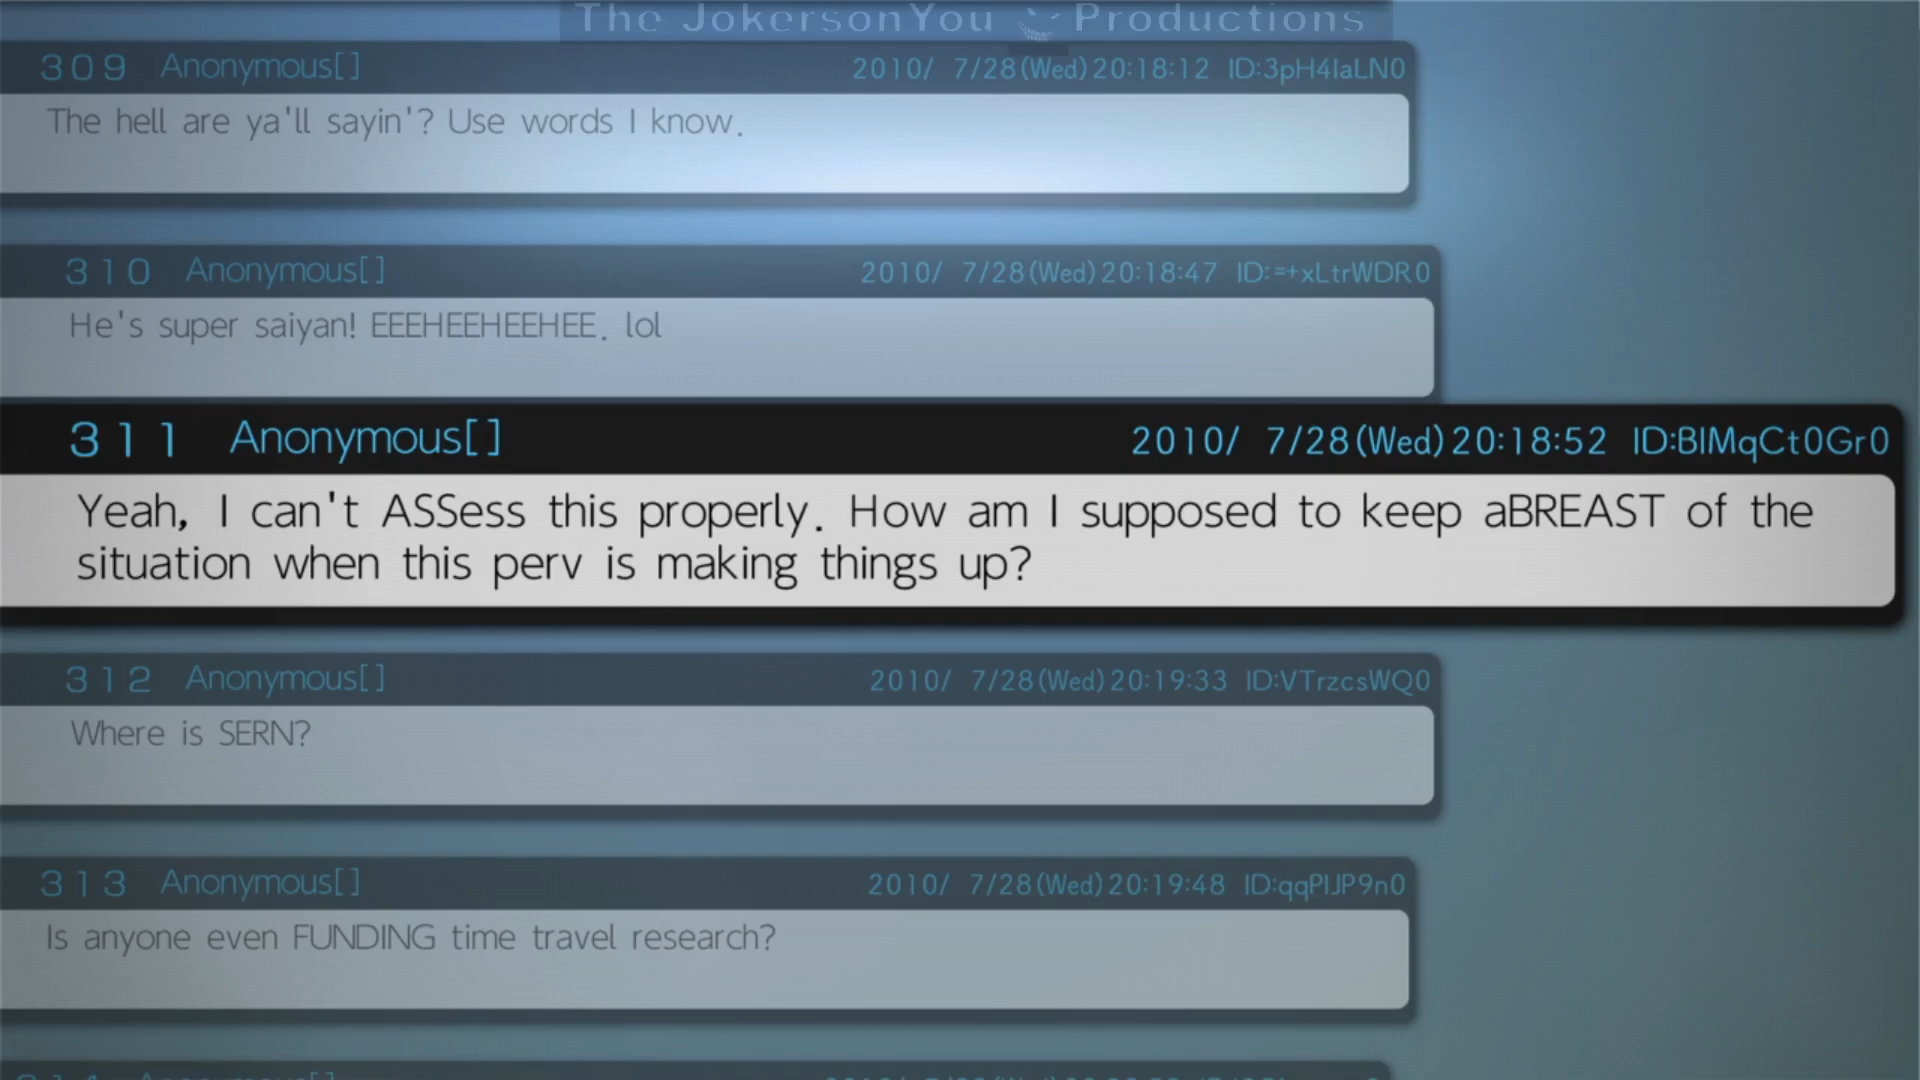 The JokersonYou Productions
309 Anonymous[] 2010/ 7/28(Wed)20:18:12 ID:3pH4IaLN0
The hell are ya'll sayin'? Use words I know.
310 Anonymous[] 2010/ 7/28(Wed)20:18:47 ID:=+xLtrWDR0
He's super saiyan! EEEHEEHEEHEE. lol
311 Anonymous[] 2010/ 7/28(Wed)20:18:52 ID:BIMqCt0Gr0
Yeah, I can't ASSess this properly. How am I supposed to keep aBREAST of the
situation when this perv is making things up?
312 Anonymous[] 2010/ 7/28(Wed)20:19:33 ID:VTrzcsWQ0
Where is SERN?
313 Anonymous[] 2010/ 7/28(Wed)20:19:48 ID:qqPIJP9n0
Is anyone even FUNDING time travel research?